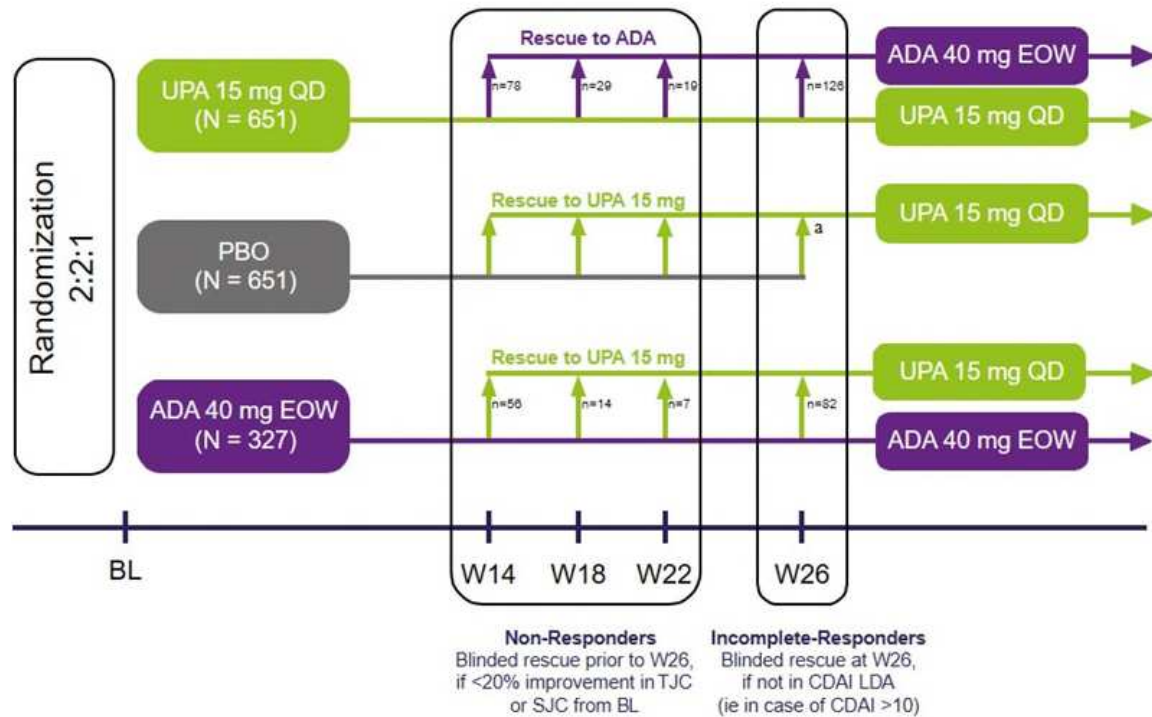 Randomization
2:2:1
UPA 15 mg QD
(N = 651)
Rescue to ADA
n=78
n=29
n=19
n=126
ADA 40 mg EOW
UPA 15 mg QD
PBO
(N = 651)
Rescue to UPA 15 mg
a
UPA 15 mg QD
ADA 40 mg EOW
(N = 327)
Rescue to UPA 15 mg
n=56
n=14
n=7
n=82
UPA 15 mg QD
ADA 40 mg EOW
BL
W14
W18
W22
W26
Non-Responders
Blinded rescue prior to W26,
if <20% improvement in TJC
or SJC from BL
Incomplete-Responders
Blinded rescue at W26,
if not in CDAI LDA
(ie in case of CDAI >10)